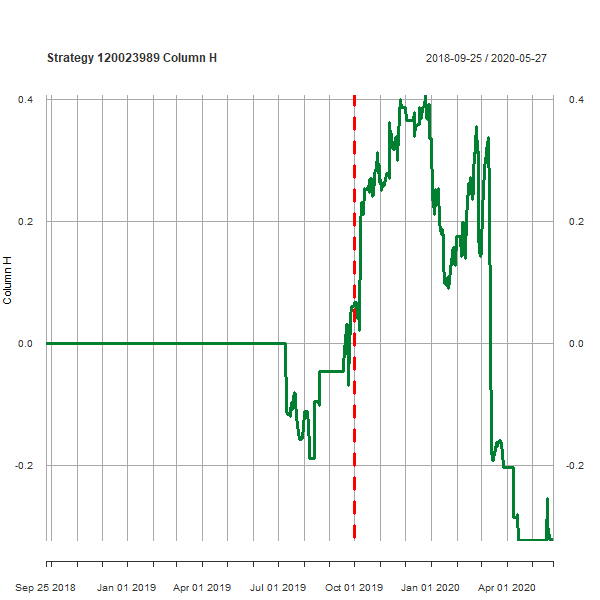 Strategy 120023989 Column H
2018-09-25 / 2020-05-27
0.4 0.4
0.2 0.2
Column H
0.0 0.0
-0.2 -0.2
Sep 25 2018 Jan 01 2019 Apr 01 2019 Jul 01 2019 Oct 01 2019 Jan 01 2020 Apr 01 2020